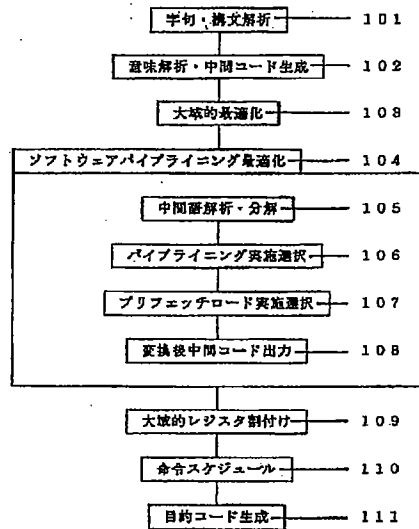 字句・構文解析 101
意味解析・中間コード生成 102
大域的最適化 103
ソフトウェアパイプライニング最適化 104
中間語解析・分解 105
パイプライニング実施選択 106
プリフェッチロード実施選択 107
変換後中間コード出力 108
大域的レジスタ割付け 109
命令スケジュール 110
目的コード生成 111